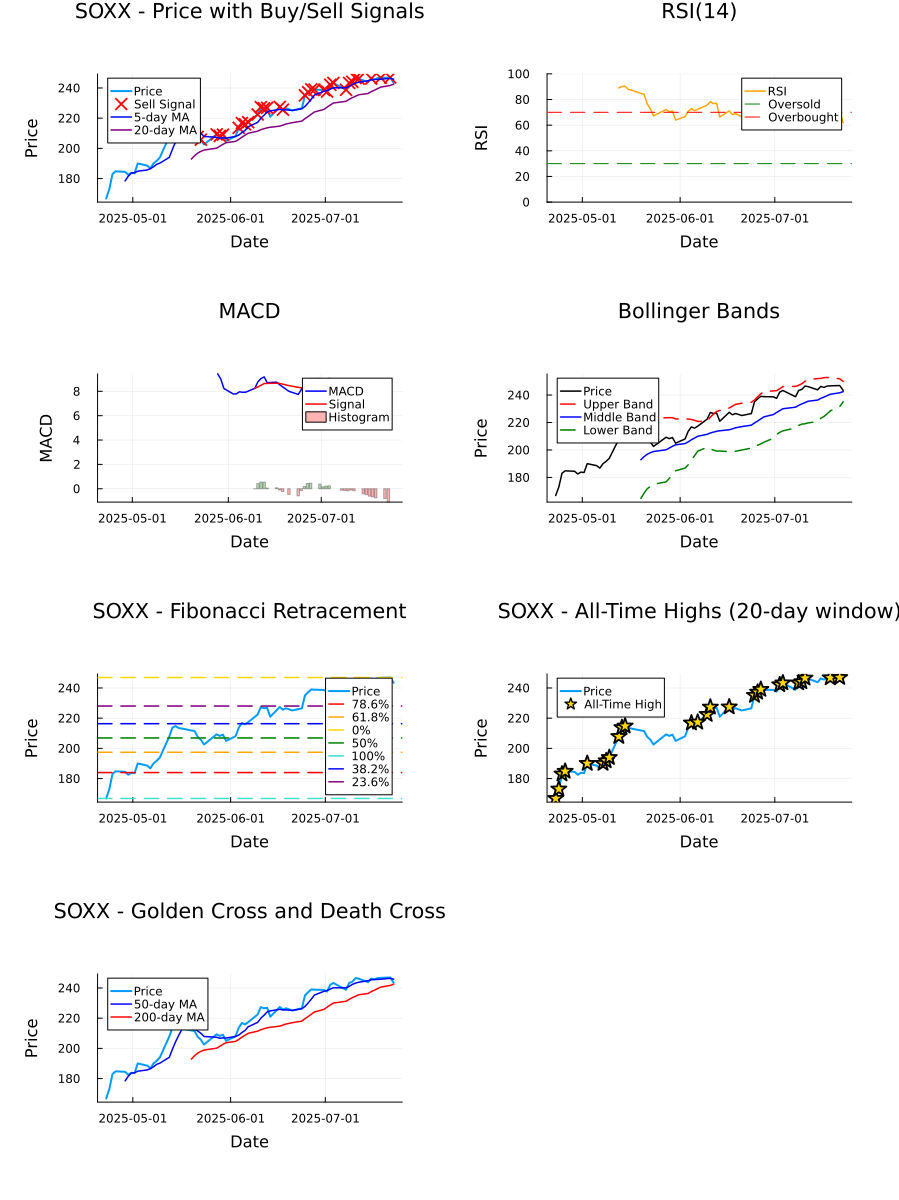 SOXX - Price with Buy/Sell Signals
240
220
200
180
Price
Price
Sell Signal
5-day MA
20-day MA
2025-05-01
2025-06-01
2025-07-01
Date
RSI(14)
100
80
60
40
20
0
RSI
RSI
Oversold
Overbought
2025-05-01
2025-06-01
2025-07-01
Date
MACD
8
6
4
2
0
MACD
MACD
Signal
Histogram
2025-05-01
2025-06-01
2025-07-01
Date
Bollinger Bands
240
220
200
180
Price
Price
Upper Band
Middle Band
Lower Band
2025-05-01
2025-06-01
2025-07-01
Date
SOXX - Fibonacci Retracement
240
220
200
180
Price
Price
78.6%
61.8%
0%
50%
100%
38.2%
23.6%
2025-05-01
2025-06-01
2025-07-01
Date
SOXX - All-Time Highs (20-day window)
240
220
200
180
Price
Price
All-Time High
2025-05-01
2025-06-01
2025-07-01
Date
SOXX - Golden Cross and Death Cross
240
220
200
180
Price
Price
50-day MA
200-day MA
2025-05-01
2025-06-01
2025-07-01
Date